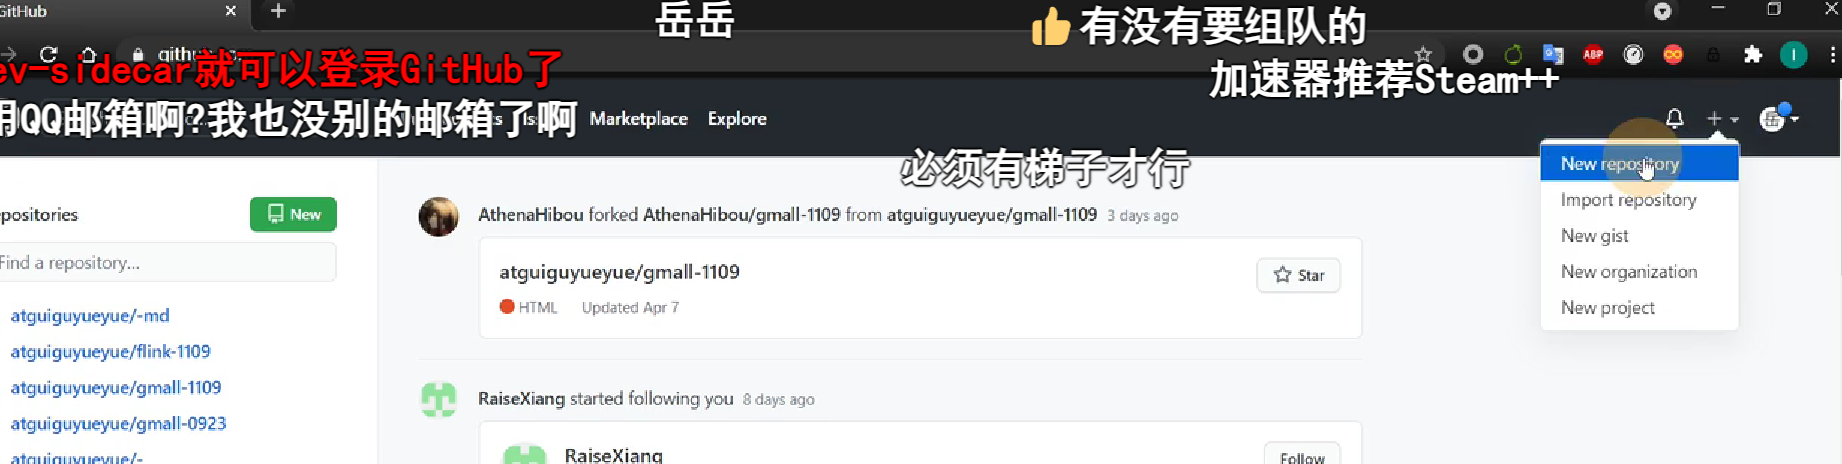 GitHub
岳岳
有没有要组队的
ev-sidecar就可以登录GitHub了
加速器推荐Steam++
用QQ邮箱啊?我也没别的邮箱了啊
Marketplace Explore
必须有梯子才行
New repository
Import repository
New gist
New organization
New project
epositories
New
Find a repository...
atguiguyueyue/-md
atguiguyueyue/flink-1109
atguiguyueyue/gmall-1109
atguiguyueyue/gmall-0923
atguiguyueyue/-
AthenaHibou forked AthenaHibou/gmall-1109 from atguiguyueyue/gmall-1109 3 days ago
atguiguyueyue/gmall-1109
Star
HTML Updated Apr 7
RaiseXiang started following you 8 days ago
RaiseXiang
Follow